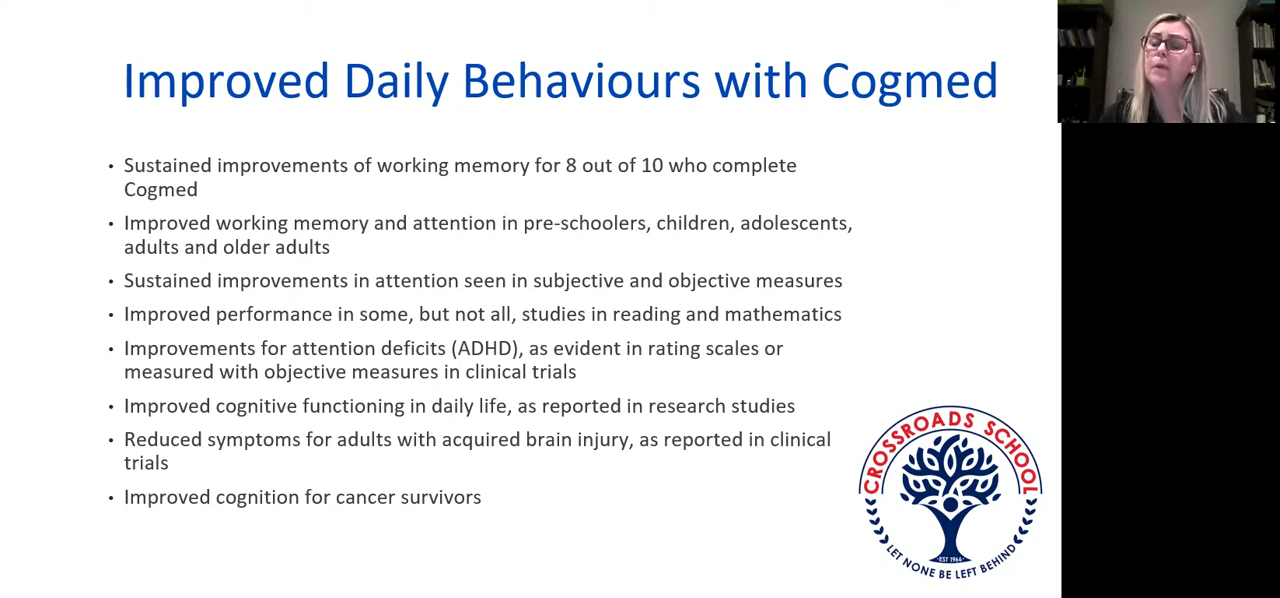 Improved Daily Behaviours with Cogmed
• Sustained improvements of working memory for 8 out of 10 who complete
Cogmed
• Improved working memory and attention in pre-schoolers, children, adolescents,
adults and older adults
• Sustained improvements in attention seen in subjective and objective measures
• Improved performance in some, but not all, studies in reading and mathematics
• Improvements for attention deficits (ADHD), as evident in rating scales or
measured with objective measures in clinical trials
• Improved cognitive functioning in daily life, as reported in research studies
• Reduced symptoms for adults with acquired brain injury, as reported in clinical
trials
• Improved cognition for cancer survivors
CROSSROADS SCHOOL
EST 1964
LET NONE BE LEFT BEHIND